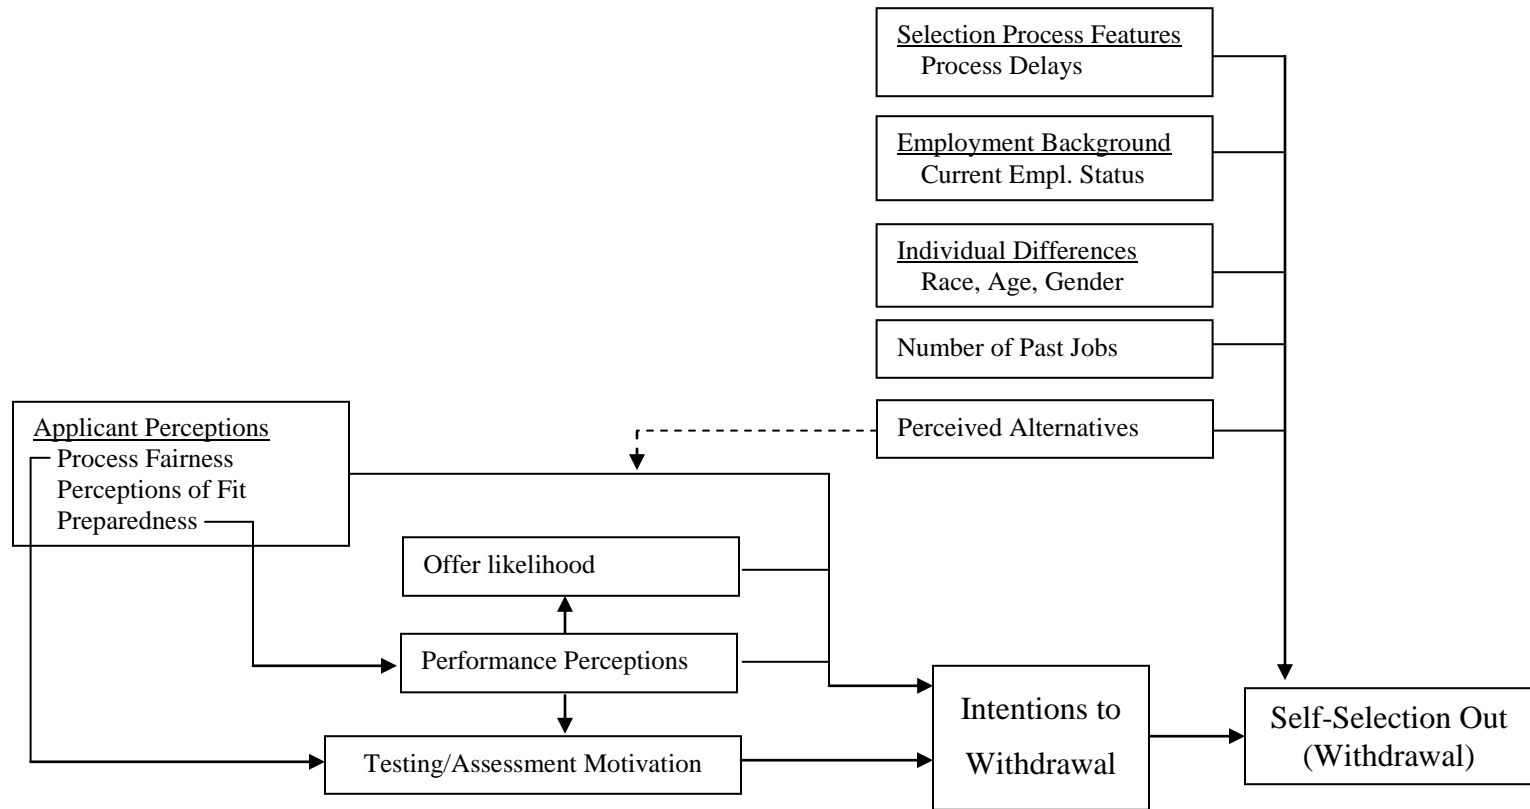 Selection Process Features
Process Delays
Employment Background
Current Empl. Status
Individual Differences
Race, Age, Gender
Number of Past Jobs
Perceived Alternatives
Applicant Perceptions
Process Fairness
Perceptions of Fit
Preparedness
Offer likelihood
Performance Perceptions
Testing/Assessment Motivation
Intentions to
Withdrawal
Self-Selection Out
(Withdrawal)